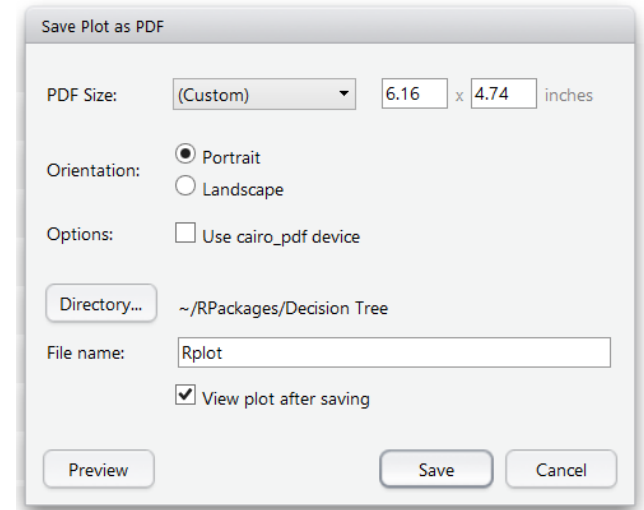 Save Plot as PDF
PDF Size: (Custom) 6.16 x 4.74 inches
Orientation: Portrait
Landscape
Options: Use cairo_pdf device
Directory... ~/RPackages/Decision Tree
File name: Rplot
View plot after saving
Preview Save Cancel